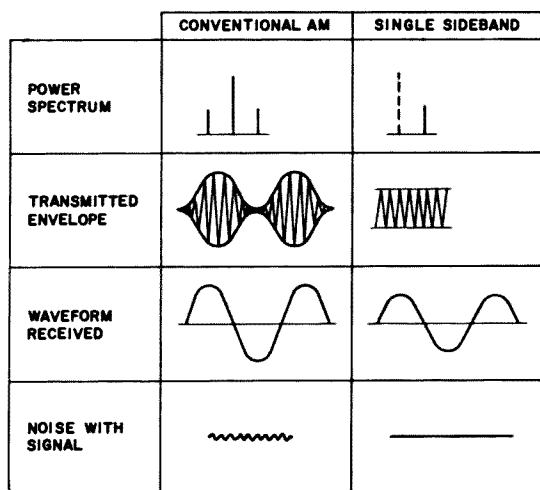 CONVENTIONAL AM
SINGLE SIDEBAND
POWER
SPECTRUM
TRANSMITTED
ENVELOPE
WAVEFORM
RECEIVED
NOISE WITH
SIGNAL